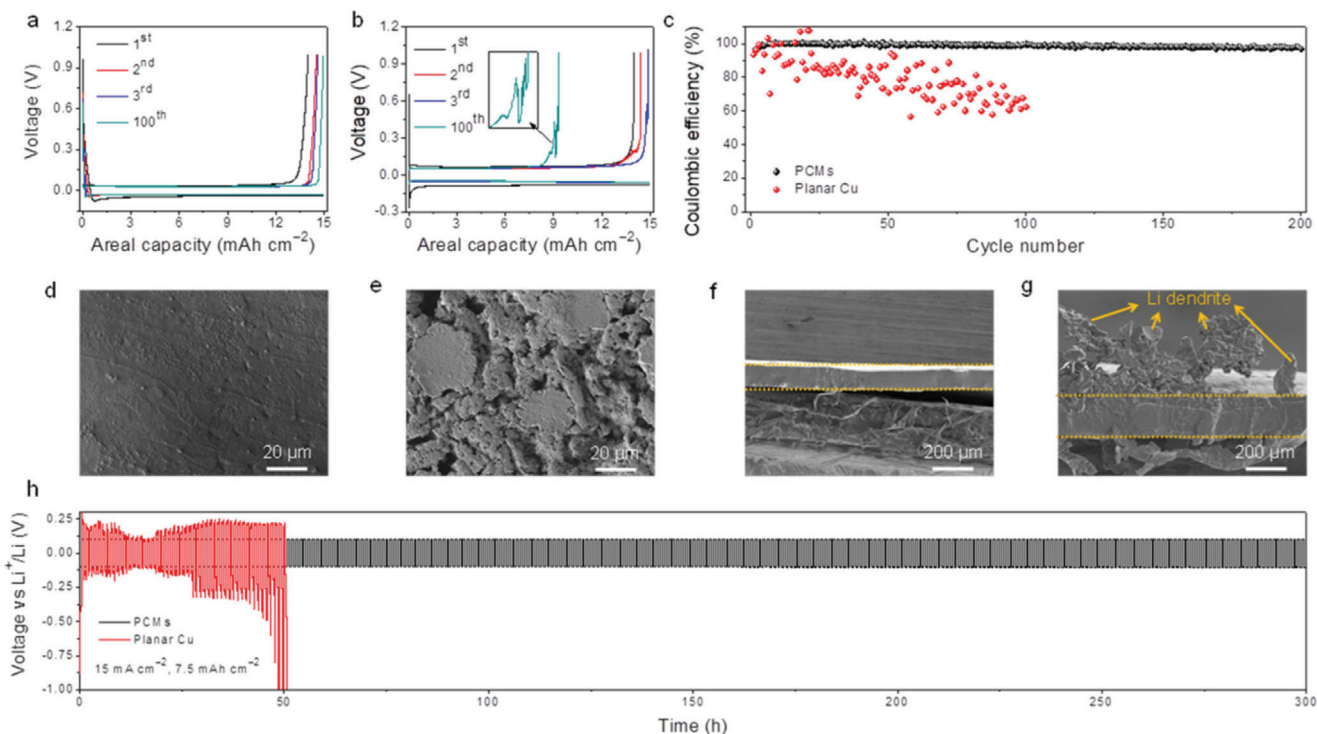 a
1.2
0.9
0.6
0.3
0.0
Voltage (V)
1st
2nd
3rd
100th
0 3 6 9 12 15
Areal capacity (mAh cm−2)
b
1.2
0.9
0.6
0.3
0.0
-0.3
Voltage (V)
1st
2nd
3rd
100th
0 3 6 9 12 15
Areal capacity (mAh cm−2)
c
100
80
60
40
20
0
Coulombic efficiency (%)
PCMs
Planar Cu
0 50 100 150 200
Cycle number
d
20 µm
e
20 µm
f
200 µm
g
Li dendrite
200 µm
h
0.25
0.00
-0.25
-0.50
-0.75
-1.00
Voltage vs Li+/Li (V)
PCMs
Planar Cu
15 mA cm−2, 7.5 mAh cm−2
0 50 100 150 200 250 300
Time (h)